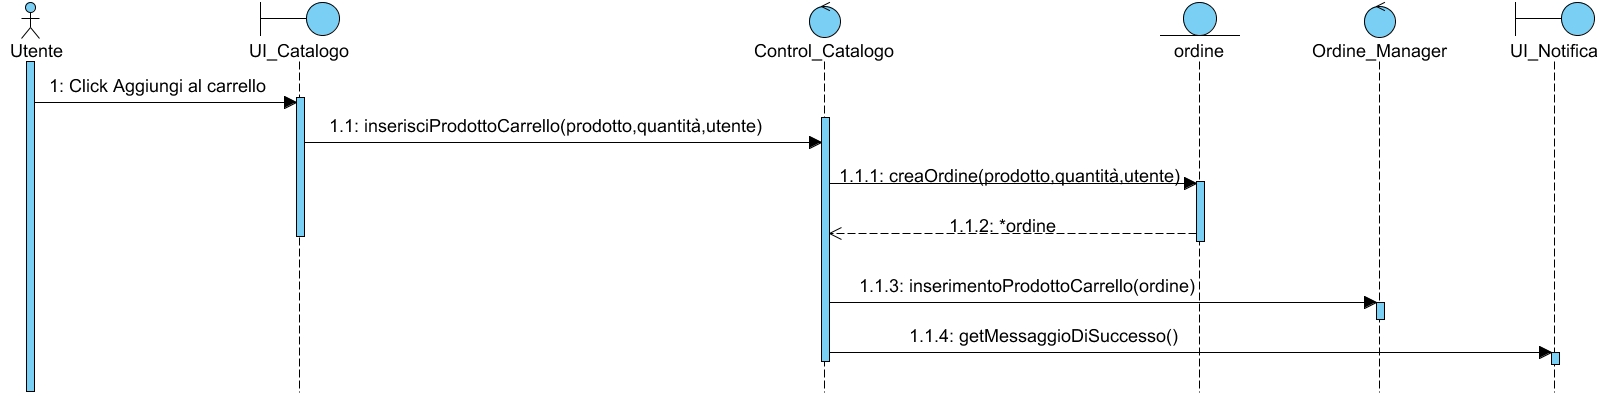 Utente
UI_Catalogo
Control_Catalogo
ordine
Ordine_Manager
UI_Notifica
1: Click Aggiungi al carrello
1.1: inserisciProdottoCarrello(prodotto,quantità,utente)
1.1.1: creaOrdine(prodotto,quantità,utente)
1.1.2: *ordine
1.1.3: inserimentoProdottoCarrello(ordine)
1.1.4: getMessaggioDiSuccesso()